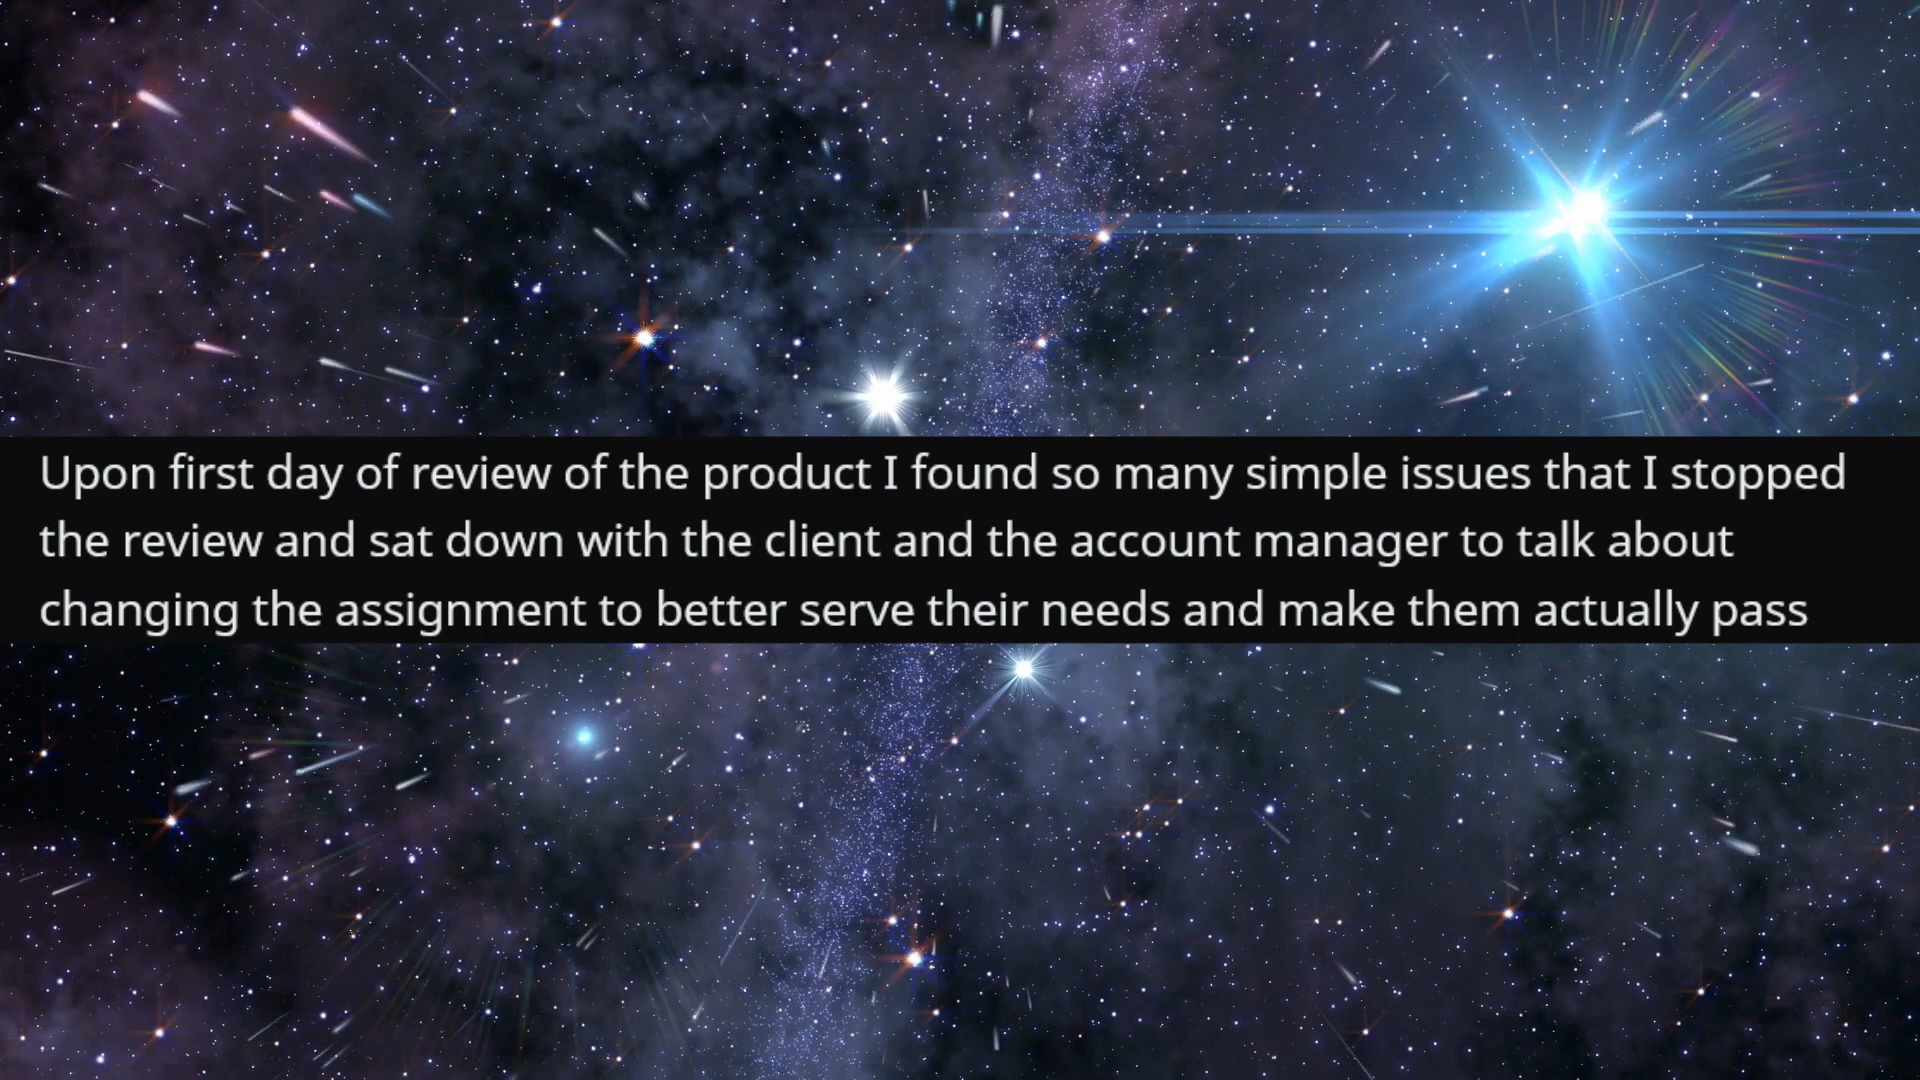 Upon first day of review of the product I found so many simple issues that I stopped
the review and sat down with the client and the account manager to talk about
changing the assignment to better serve their needs and make them actually pass